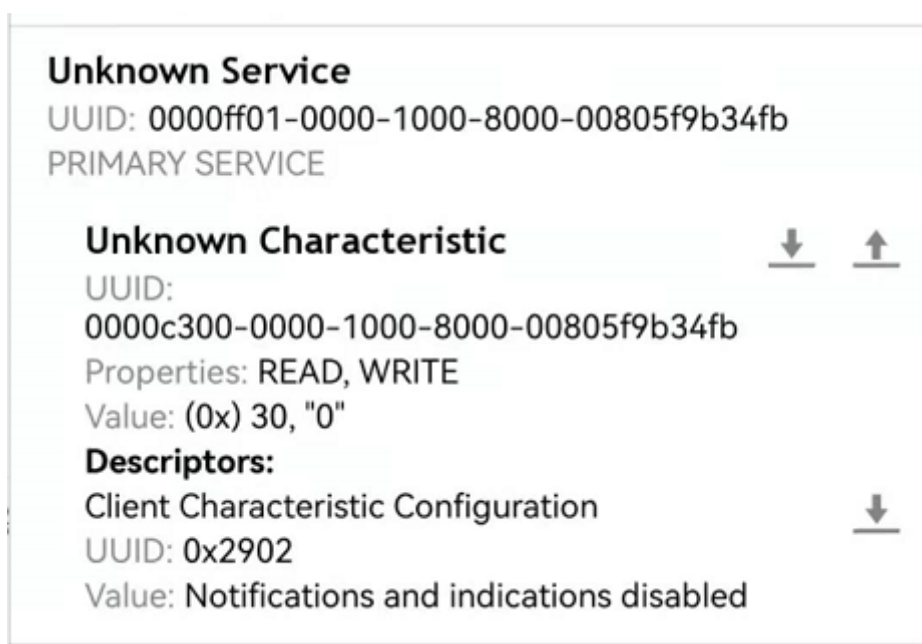 Unknown Service
UUID: 0000ff01-0000-1000-8000-00805f9b34fb
PRIMARY SERVICE
Unknown Characteristic
UUID:
0000c300-0000-1000-8000-00805f9b34fb
Properties: READ, WRITE
Value: (0x) 30, "0"
Descriptors:
Client Characteristic Configuration
UUID: 0x2902
Value: Notifications and indications disabled